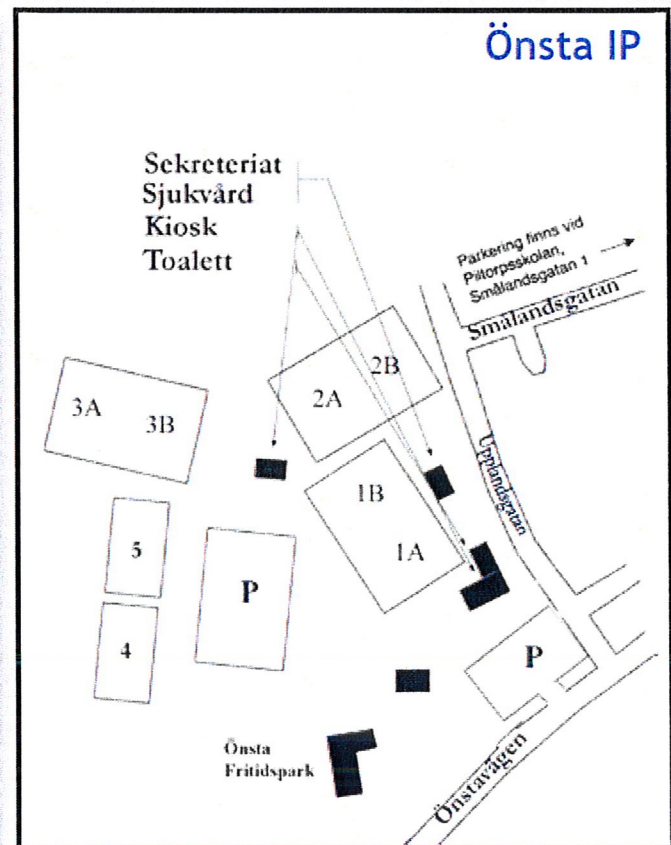 Önsta IP
Sekreteriat
Sjukvård
Kiosk
Toalett
Parkering finns vid
Piltorpsskolan,
Smålandsgatan 1
Smålandsgatan
2B
2A
3A
3B
1B
1A
Upplandsgatan
5
P
4
P
Önsta
Fritidspark
Önstavägen